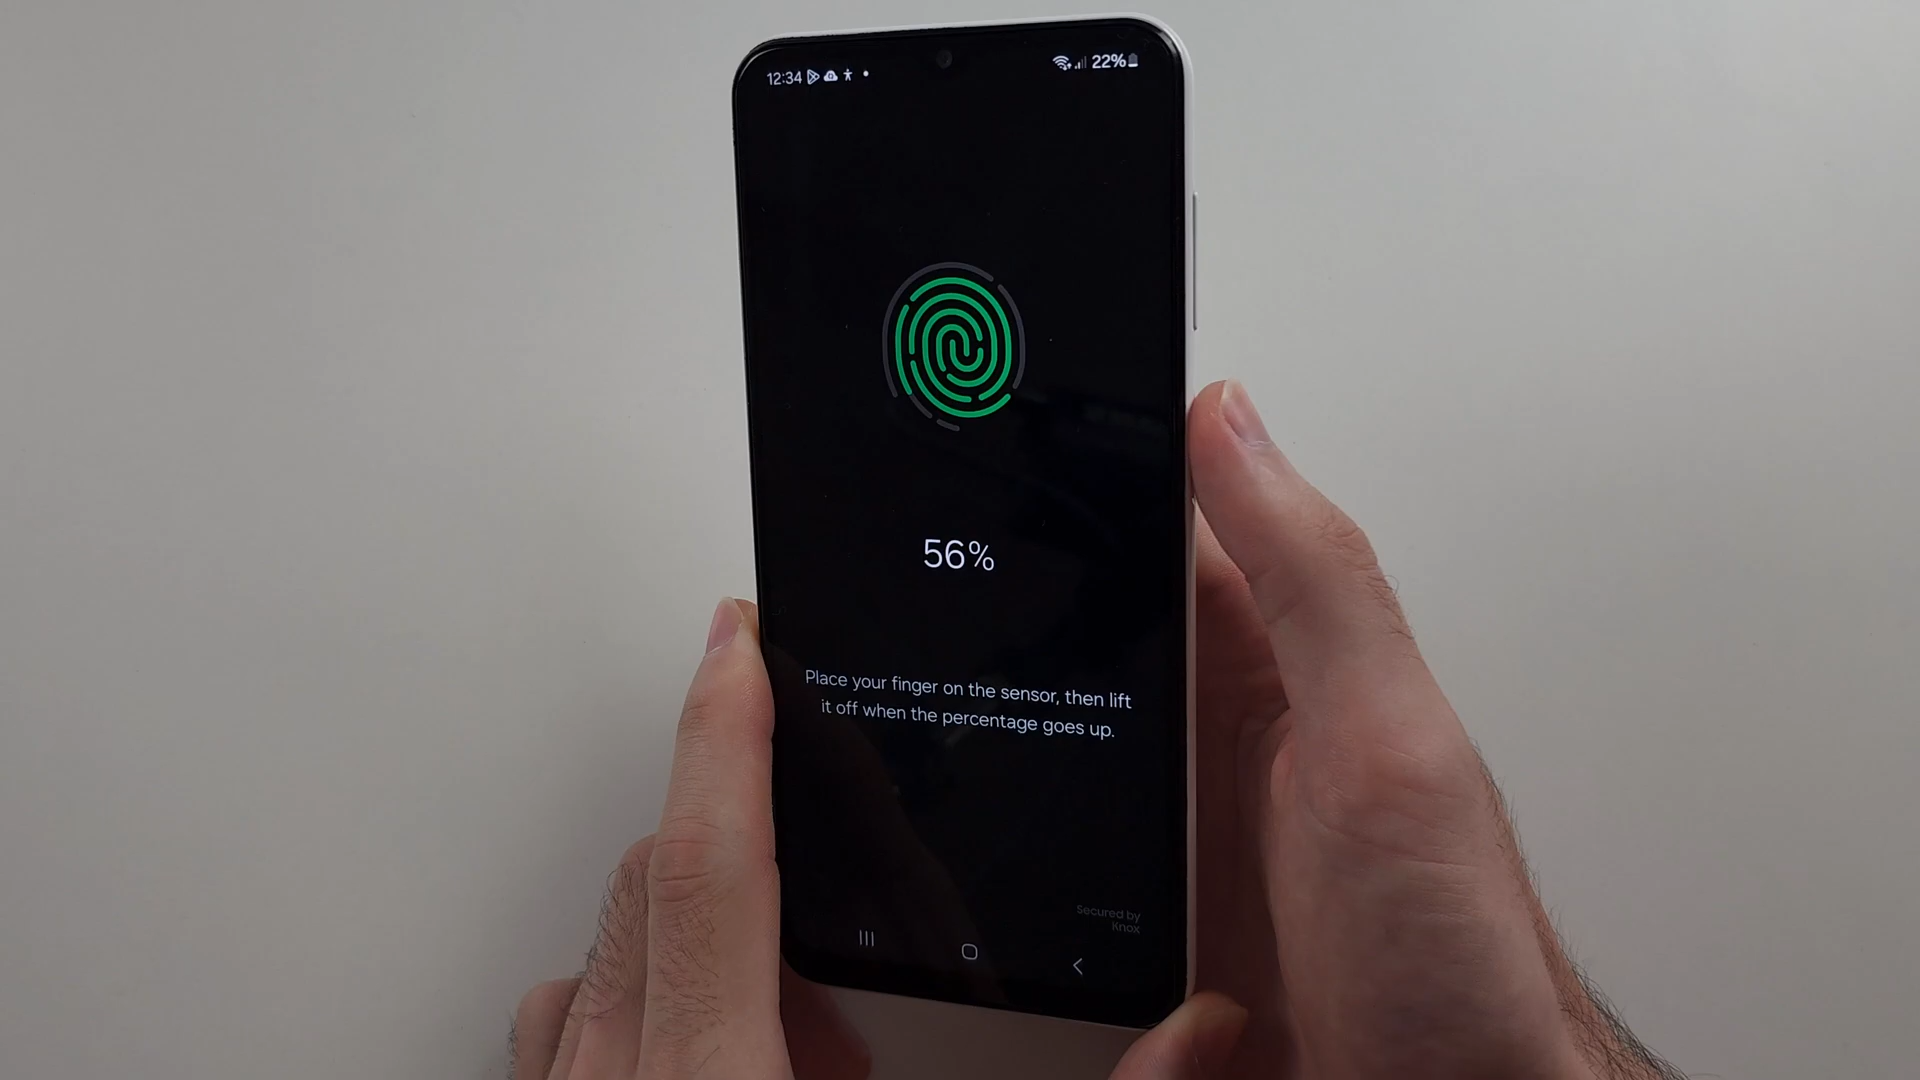 12:34 22%
56%
Place your finger on the sensor, then lift
it off when the percentage goes up.
Secured by
Knox